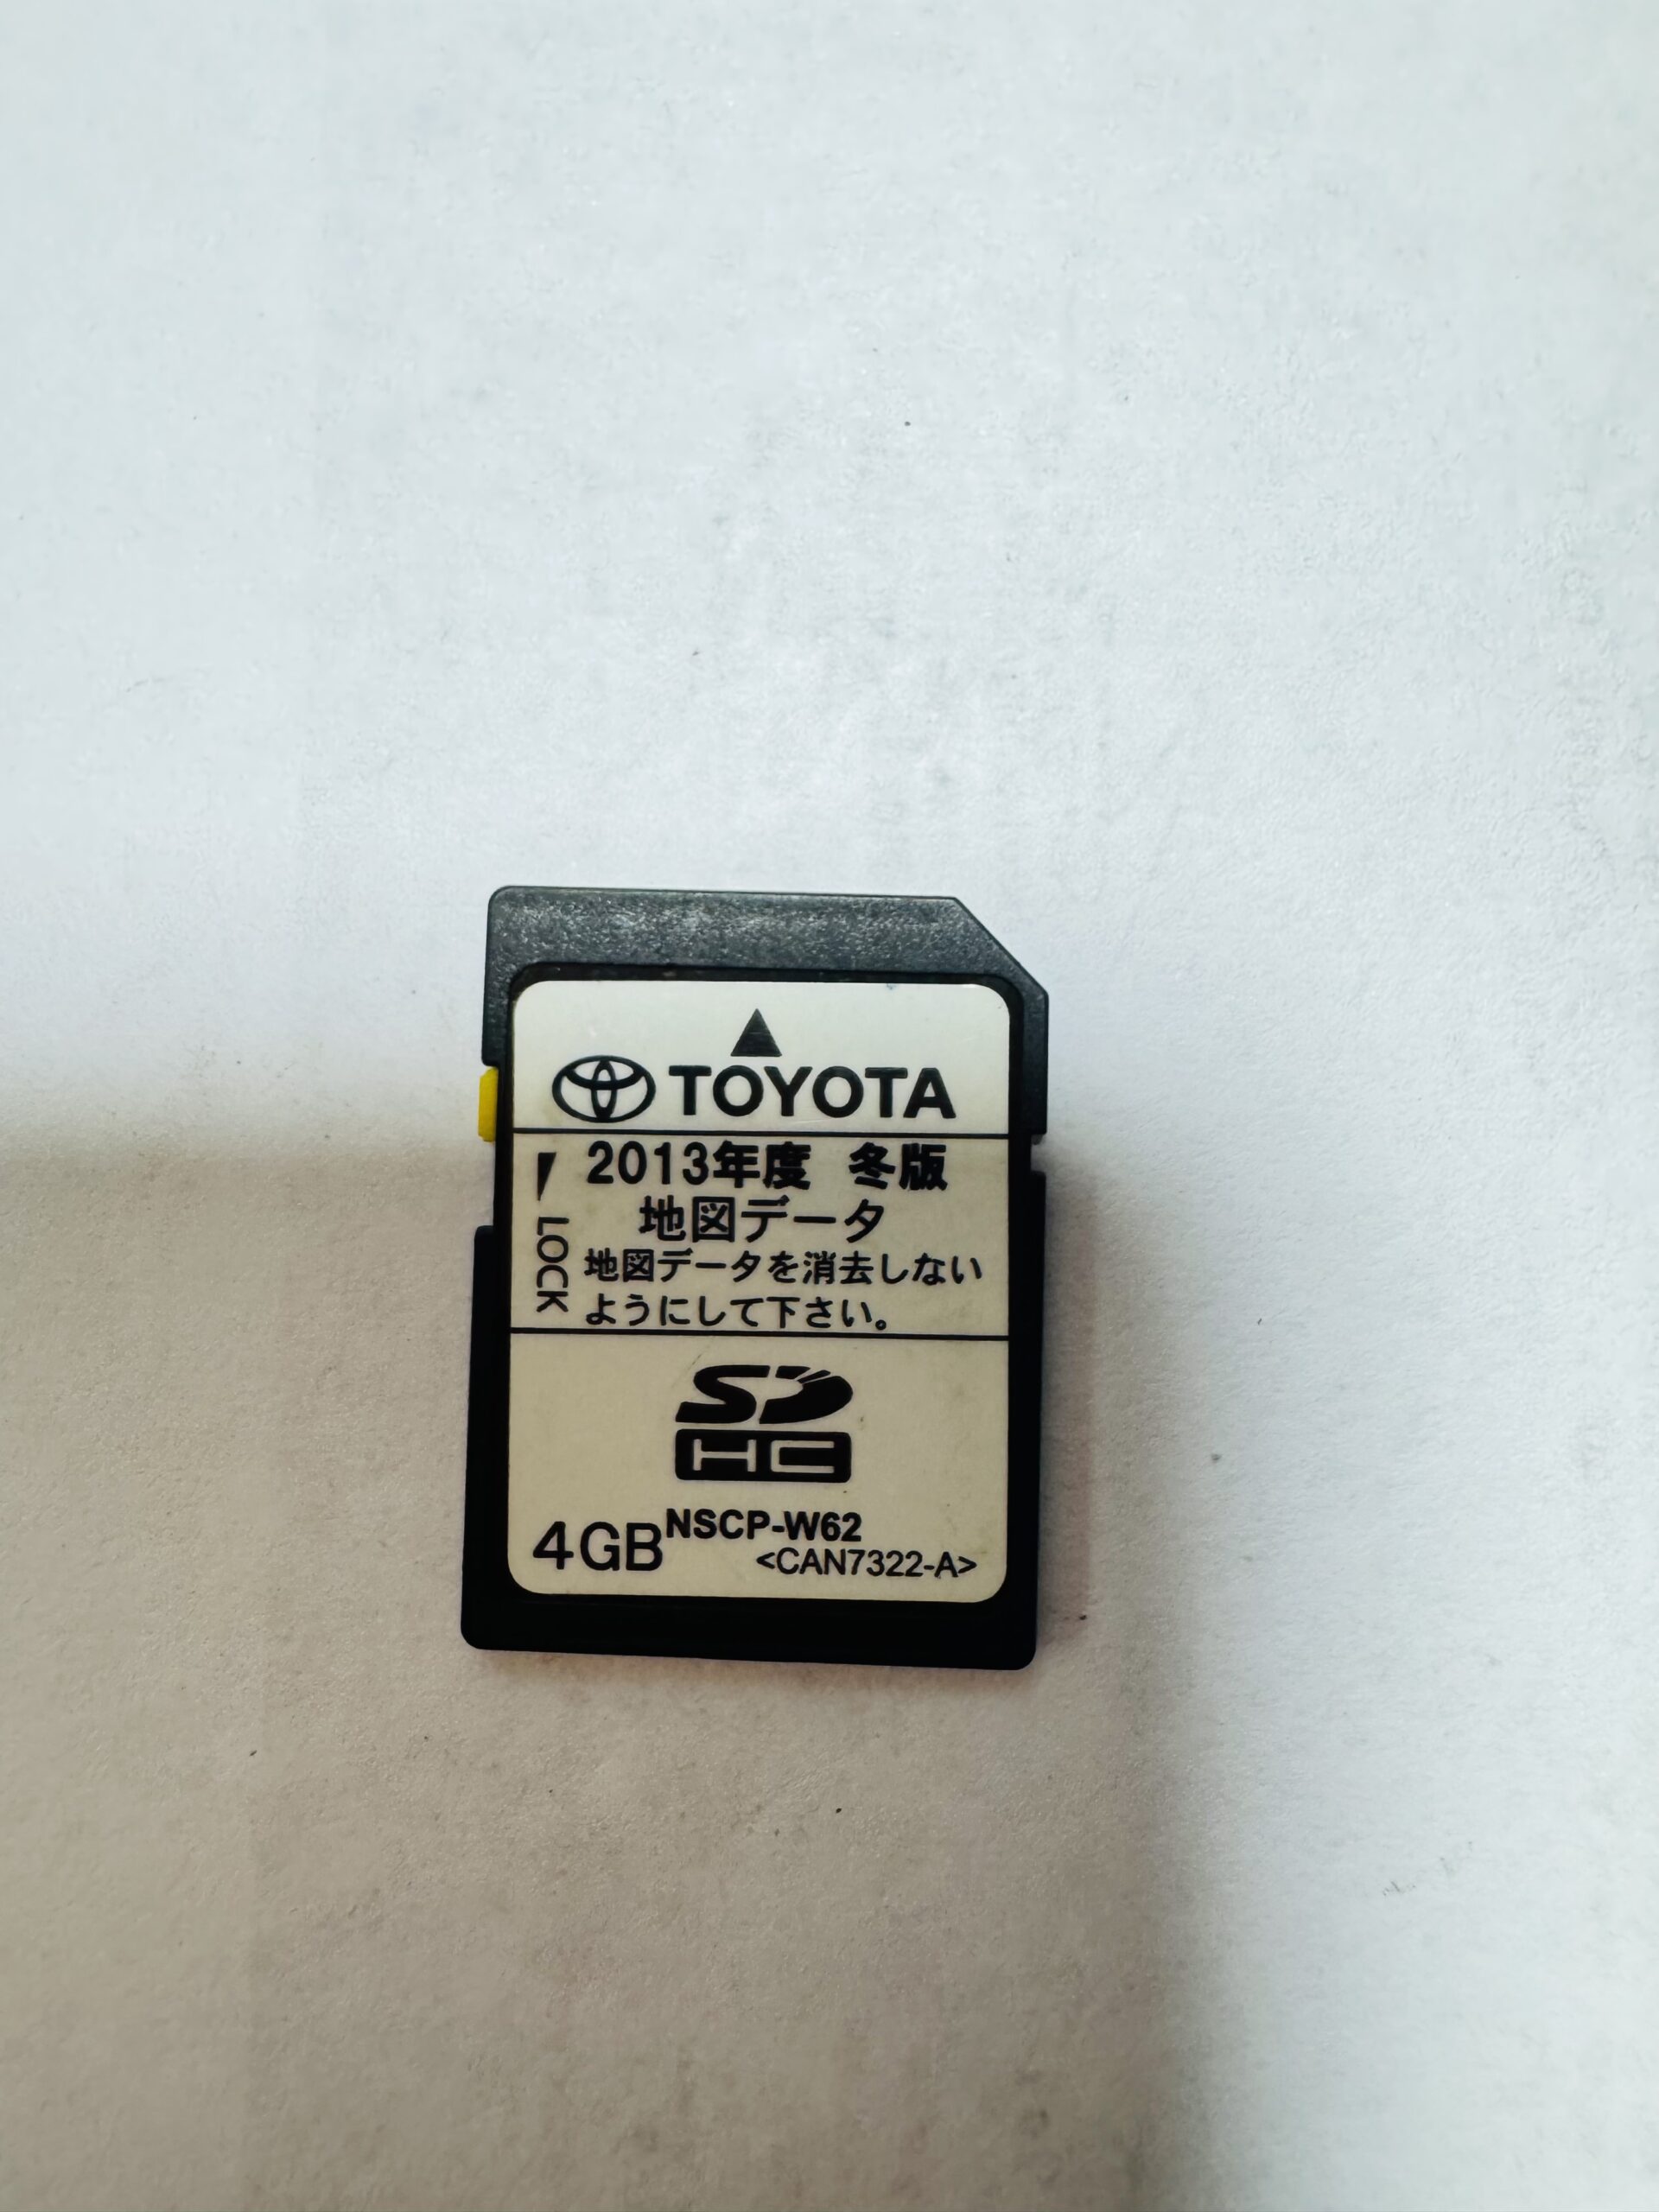 TOYOTA
2013年度 冬版
地図データ
地図データを消去しない
ようにして下さい。
LOCK
SD
HC
4GB NSCP-W62
<CAN7322-A>